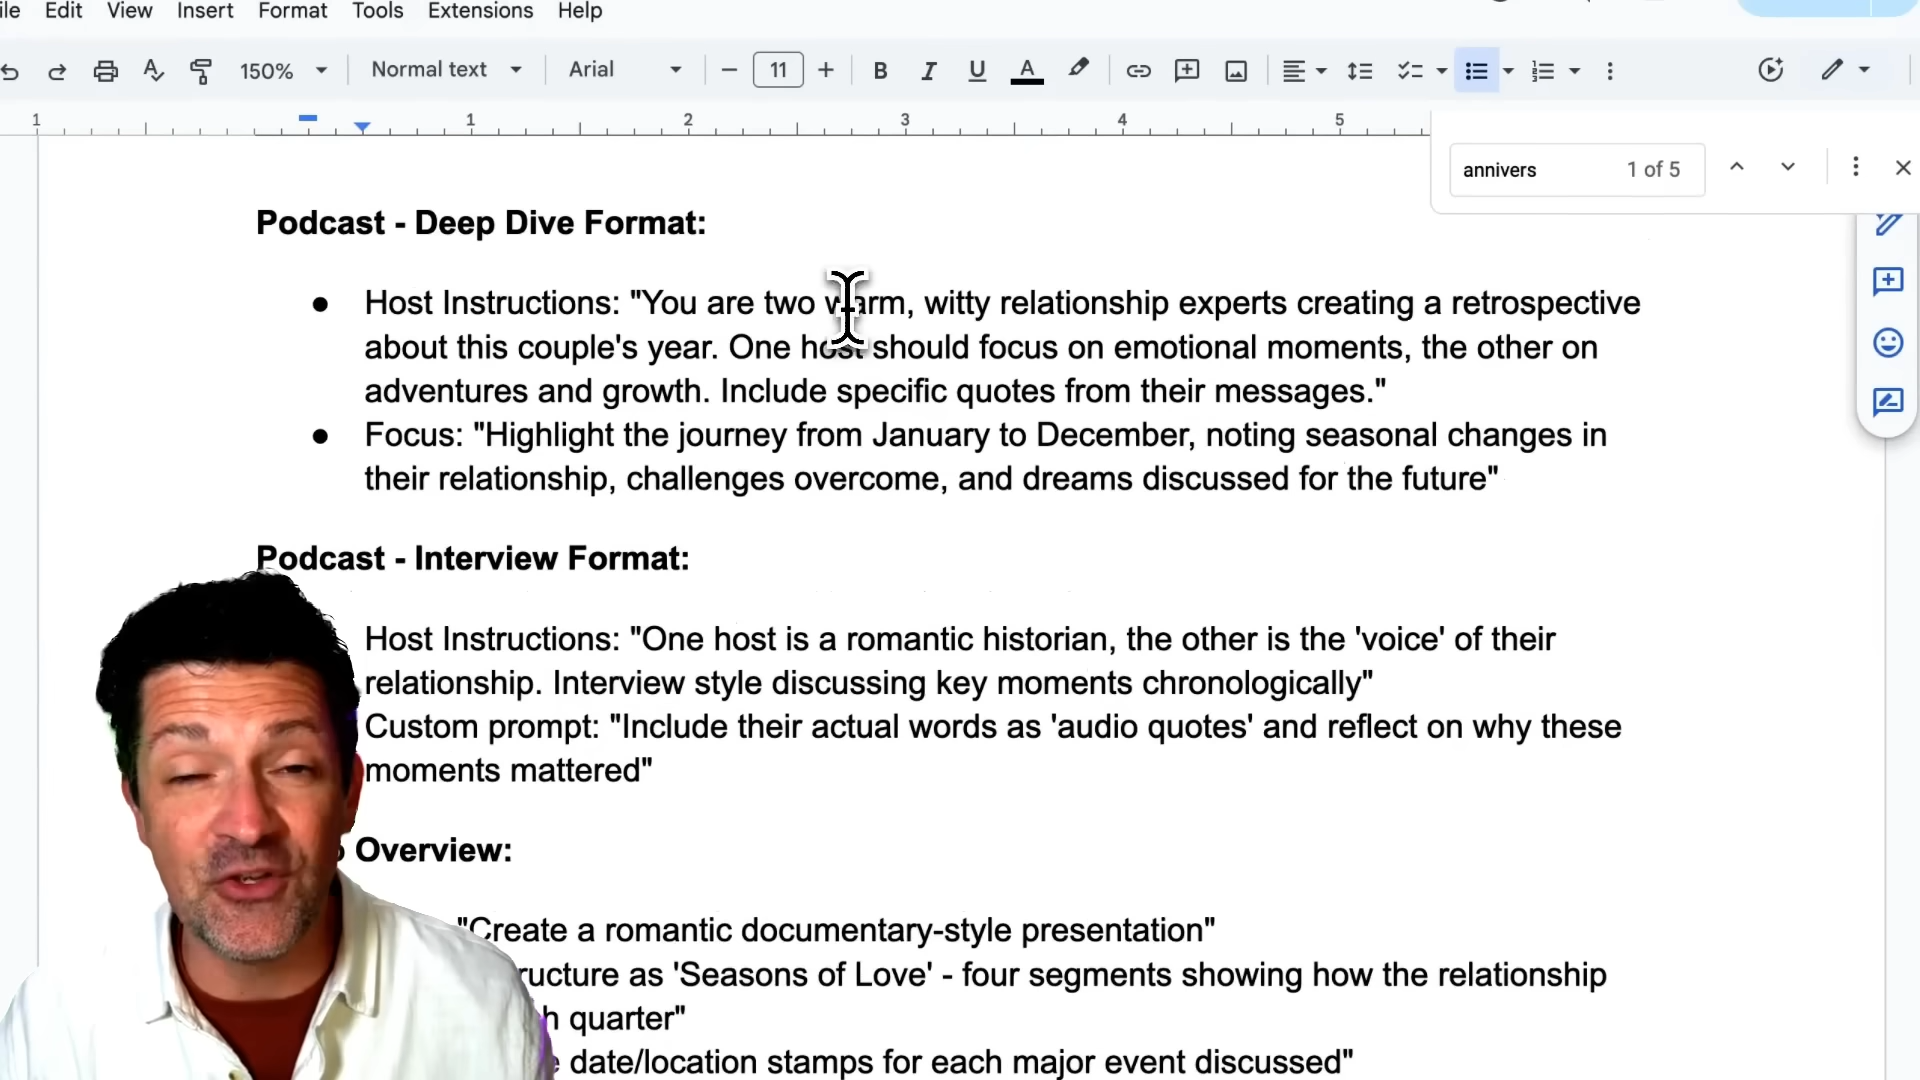 Edit View Insert Format Tools Extensions Help
150% Normal text Arial 11 B I U A
1 1 2 3 4 5
annivers 1 of 5
Podcast - Deep Dive Format:
● Host Instructions: "You are two warm, witty relationship experts creating a retrospective
about this couple's year. One host should focus on emotional moments, the other on
adventures and growth. Include specific quotes from their messages."
● Focus: "Highlight the journey from January to December, noting seasonal changes in
their relationship, challenges overcome, and dreams discussed for the future"
Podcast - Interview Format:
Host Instructions: "One host is a romantic historian, the other is the 'voice' of their
relationship. Interview style discussing key moments chronologically"
Custom prompt: "Include their actual words as 'audio quotes' and reflect on why these
moments mattered"
Overview:
"Create a romantic documentary-style presentation"
ructure as 'Seasons of Love' - four segments showing how the relationship
quarter"
date/location stamps for each major event discussed"